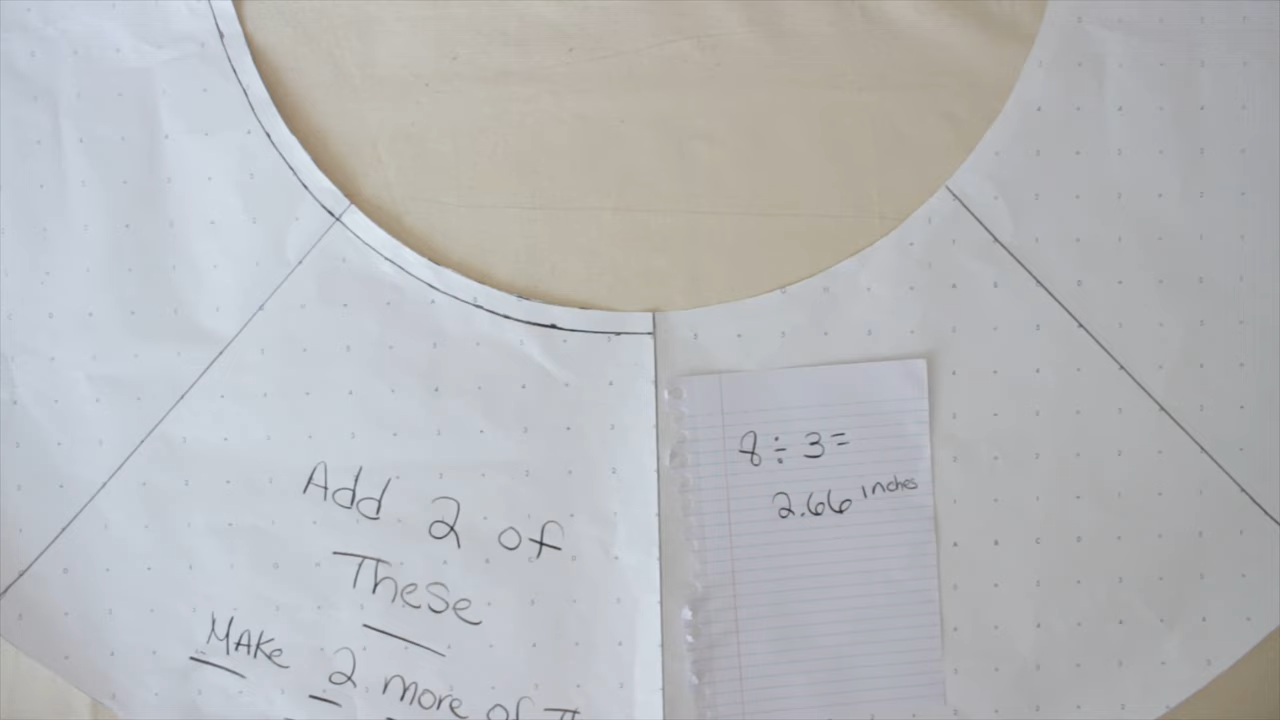 Add 2 of
These
MAKE 2 more of
8 ÷ 3 =
2.66 inches